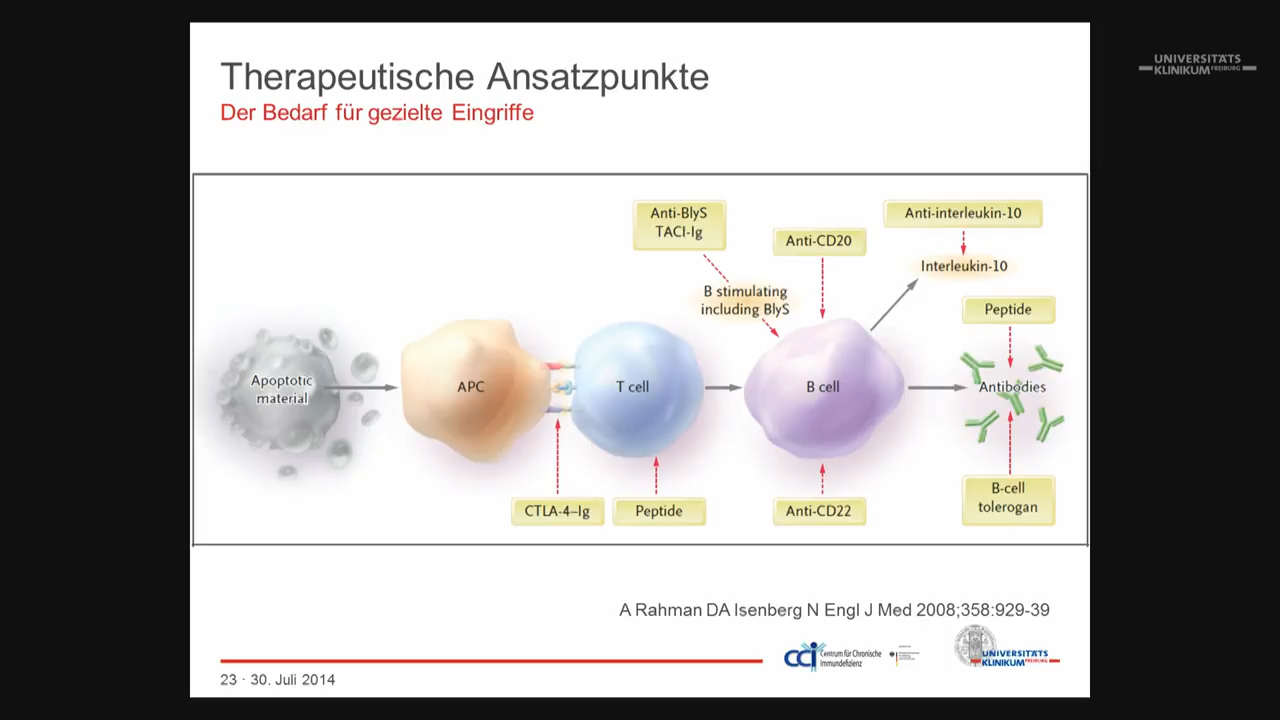 Therapeutische Ansatzpunkte
Der Bedarf für gezielte Eingriffe
UNIVERSITÄTS
KLINIKUM FREIBURG
Anti-BlyS
TACI-Ig
Anti-CD20
Anti-interleukin-10
Interleukin-10
B stimulating
including BlyS
Peptide
Apoptotic
material
APC
T cell
B cell
Antibodies
CTLA-4–Ig
Peptide
Anti-CD22
B-cell
tolerogan
A Rahman DA Isenberg N Engl J Med 2008;358:929-39
cci Centrum für Chronische
Immundefizienz
UNIVERSITÄTS
KLINIKUM FREIBURG
23 · 30. Juli 2014